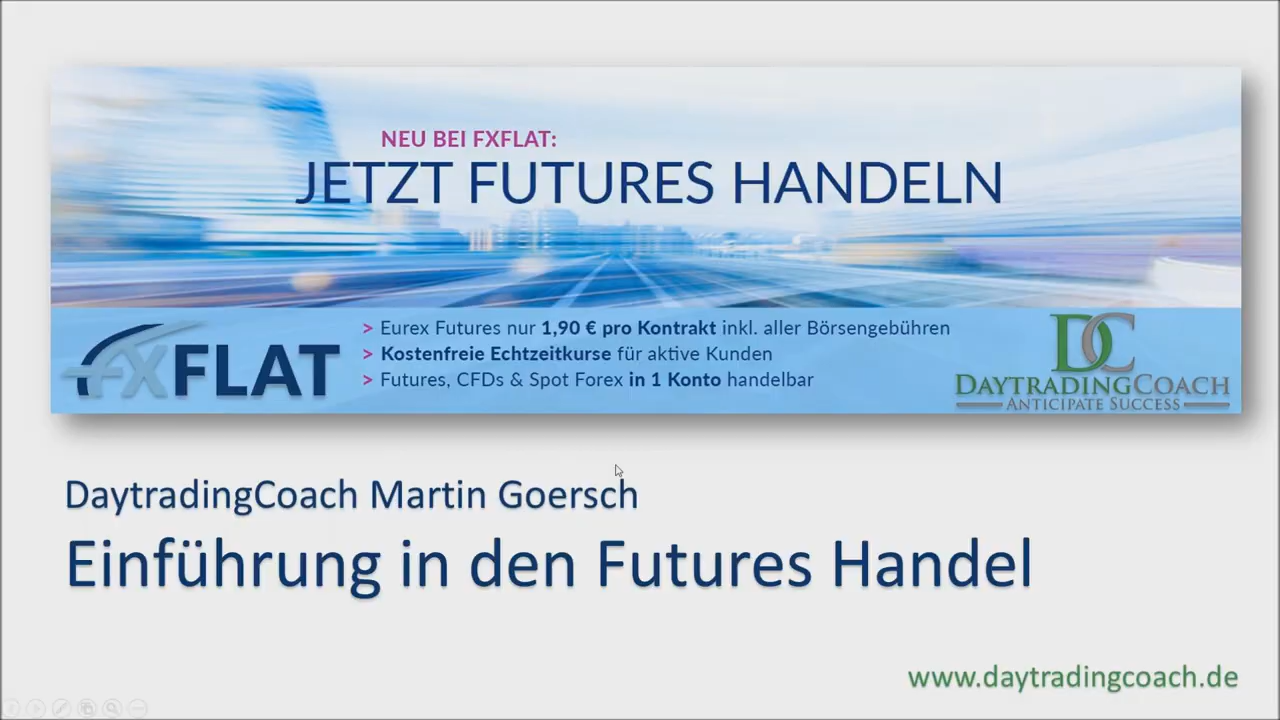 NEU BEI FXFLAT:
JETZT FUTURES HANDELN
FXFLAT
> Eurex Futures nur 1,90 € pro Kontrakt inkl. aller Börsengebühren
> Kostenfreie Echtzeitkurse für aktive Kunden
> Futures, CFDs & Spot Forex in 1 Konto handelbar
DC
DAYTRADINGCOACH
ANTICIPATE SUCCESS
DaytradingCoach Martin Goersch
Einführung in den Futures Handel
www.daytradingcoach.de